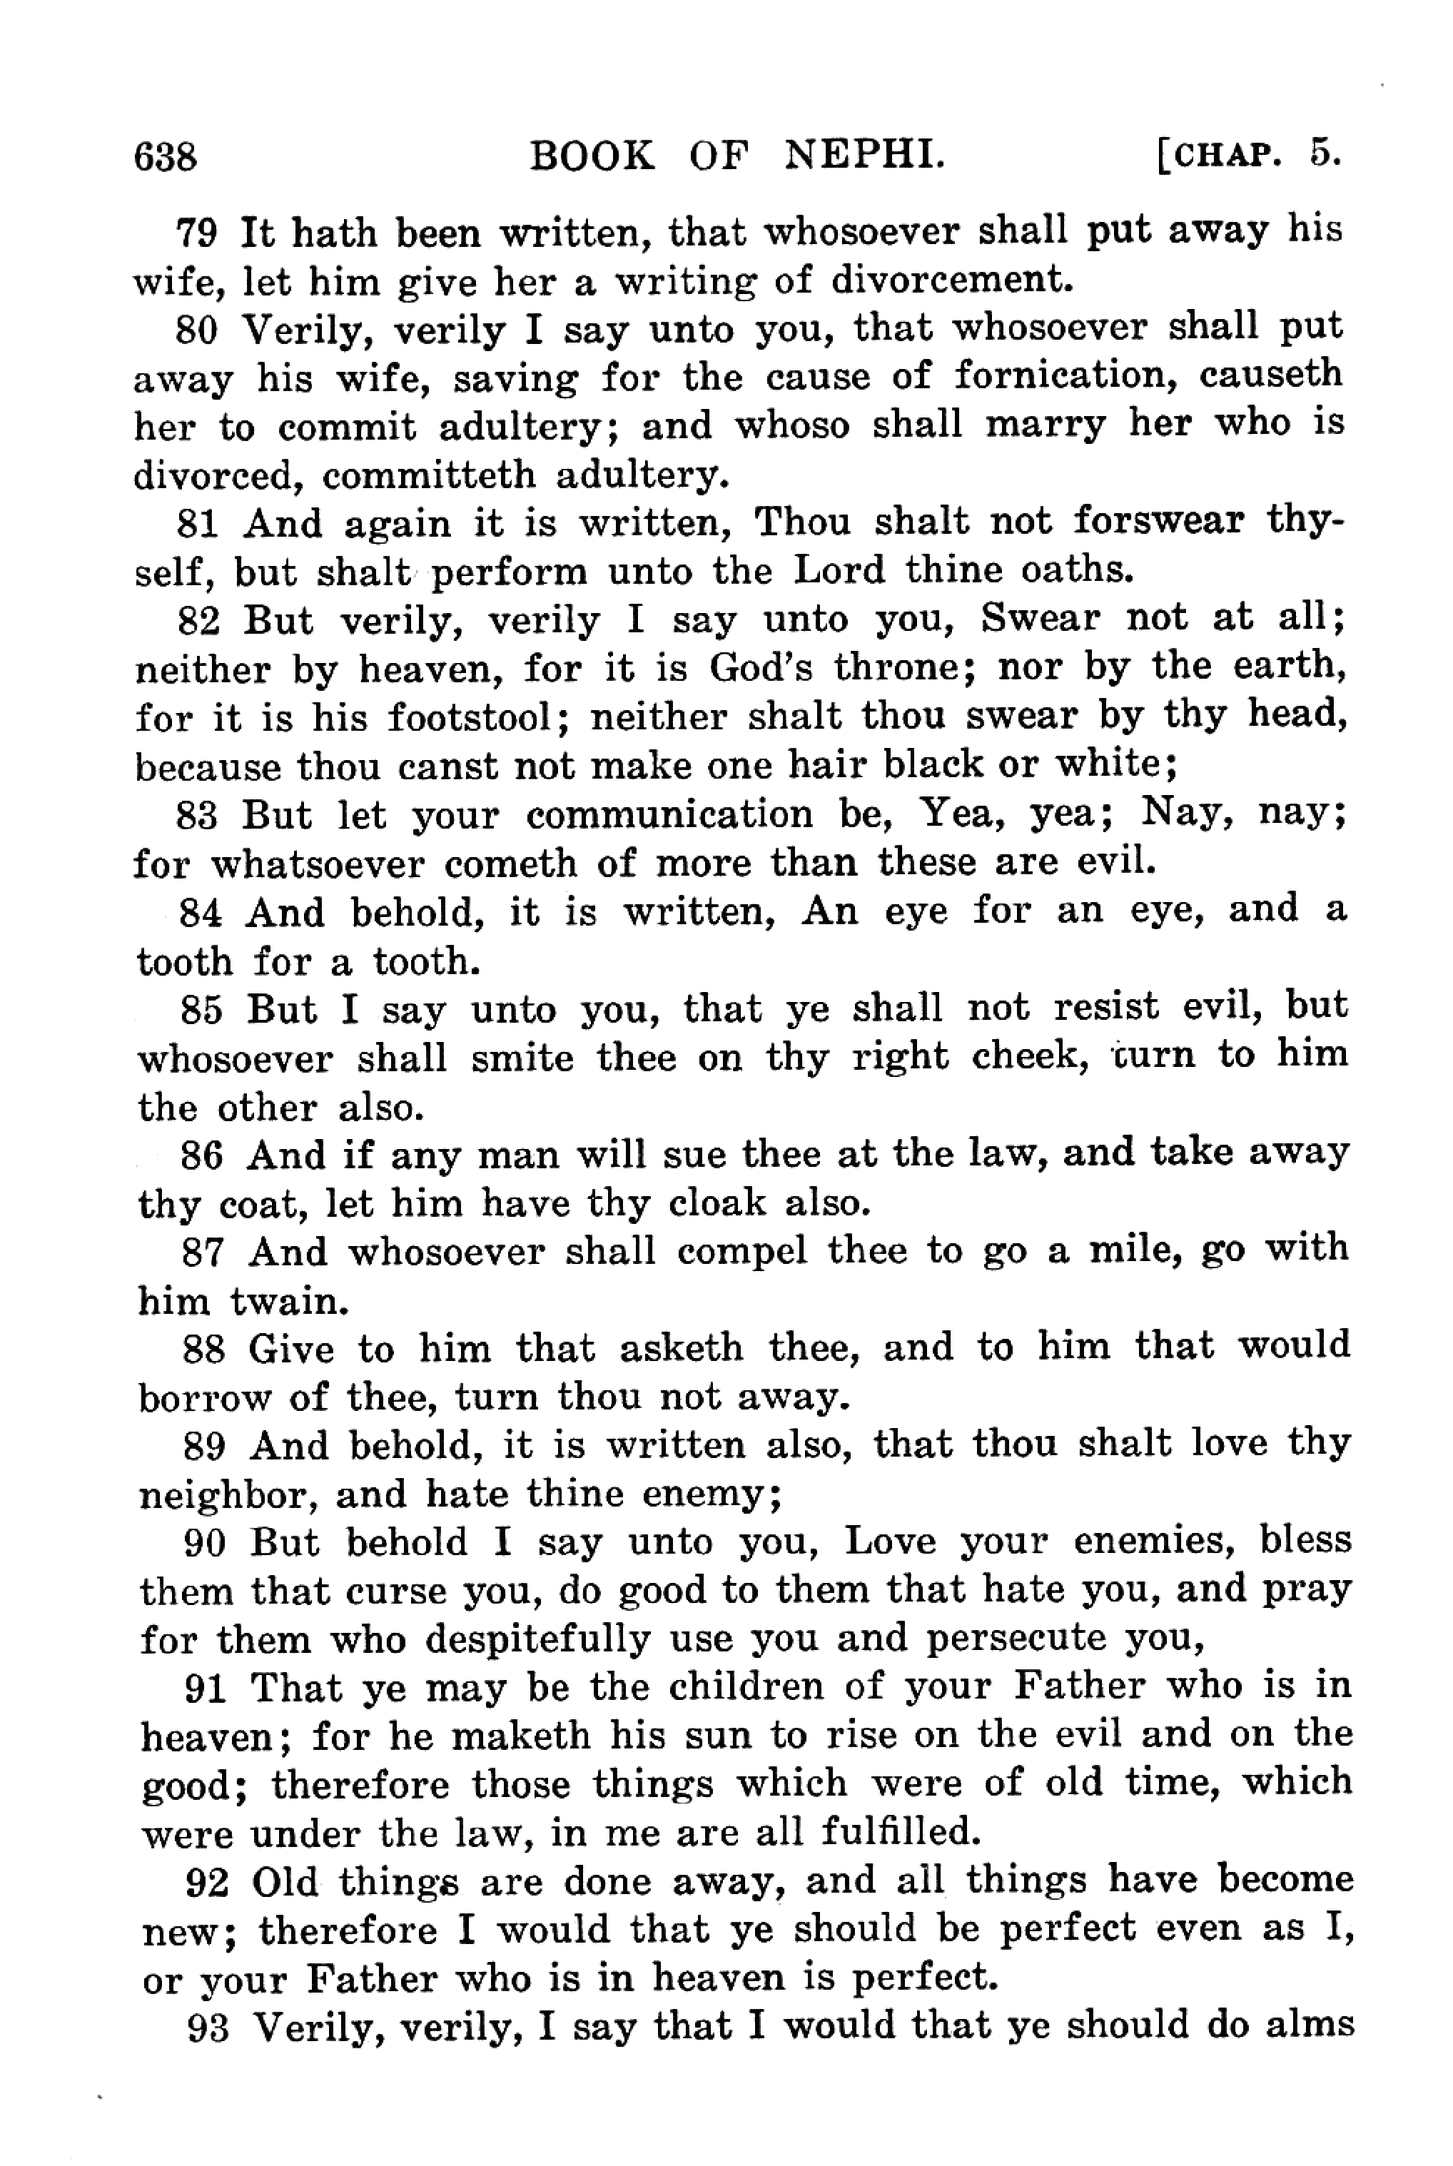 638 BOOK OF NEPHI. [CHAP. 5.
79 It hath been written, that whosoever shall put away his
wife, let him give her a writing of divorcement.
80 Verily, verily I say unto you, that whosoever shall put
away his wife, saving for the cause of fornication, causeth
her to commit adultery; and whoso shall marry her who is
divorced, committeth adultery.
81 And again it is written, Thou shalt not forswear thy-
self, but shalt perform unto the Lord thine oaths.
82 But verily, verily I say unto you, Swear not at all;
neither by heaven, for it is God's throne; nor by the earth,
for it is his footstool; neither shalt thou swear by thy head,
because thou canst not make one hair black or white;
83 But let your communication be, Yea, yea; Nay, nay;
for whatsoever cometh of more than these are evil.
84 And behold, it is written, An eye for an eye, and a
tooth for a tooth.
85 But I say unto you, that ye shall not resist evil, but
whosoever shall smite thee on thy right cheek, turn to him
the other also.
86 And if any man will sue thee at the law, and take away
thy coat, let him have thy cloak also.
87 And whosoever shall compel thee to go a mile, go with
him twain.
88 Give to him that asketh thee, and to him that would
borrow of thee, turn thou not away.
89 And behold, it is written also, that thou shalt love thy
neighbor, and hate thine enemy;
90 But behold I say unto you, Love your enemies, bless
them that curse you, do good to them that hate you, and pray
for them who despitefully use you and persecute you,
91 That ye may be the children of your Father who is in
heaven; for he maketh his sun to rise on the evil and on the
good; therefore those things which were of old time, which
were under the law, in me are all fulfilled.
92 Old things are done away, and all things have become
new; therefore I would that ye should be perfect even as I,
or your Father who is in heaven is perfect.
93 Verily, verily, I say that I would that ye should do alms